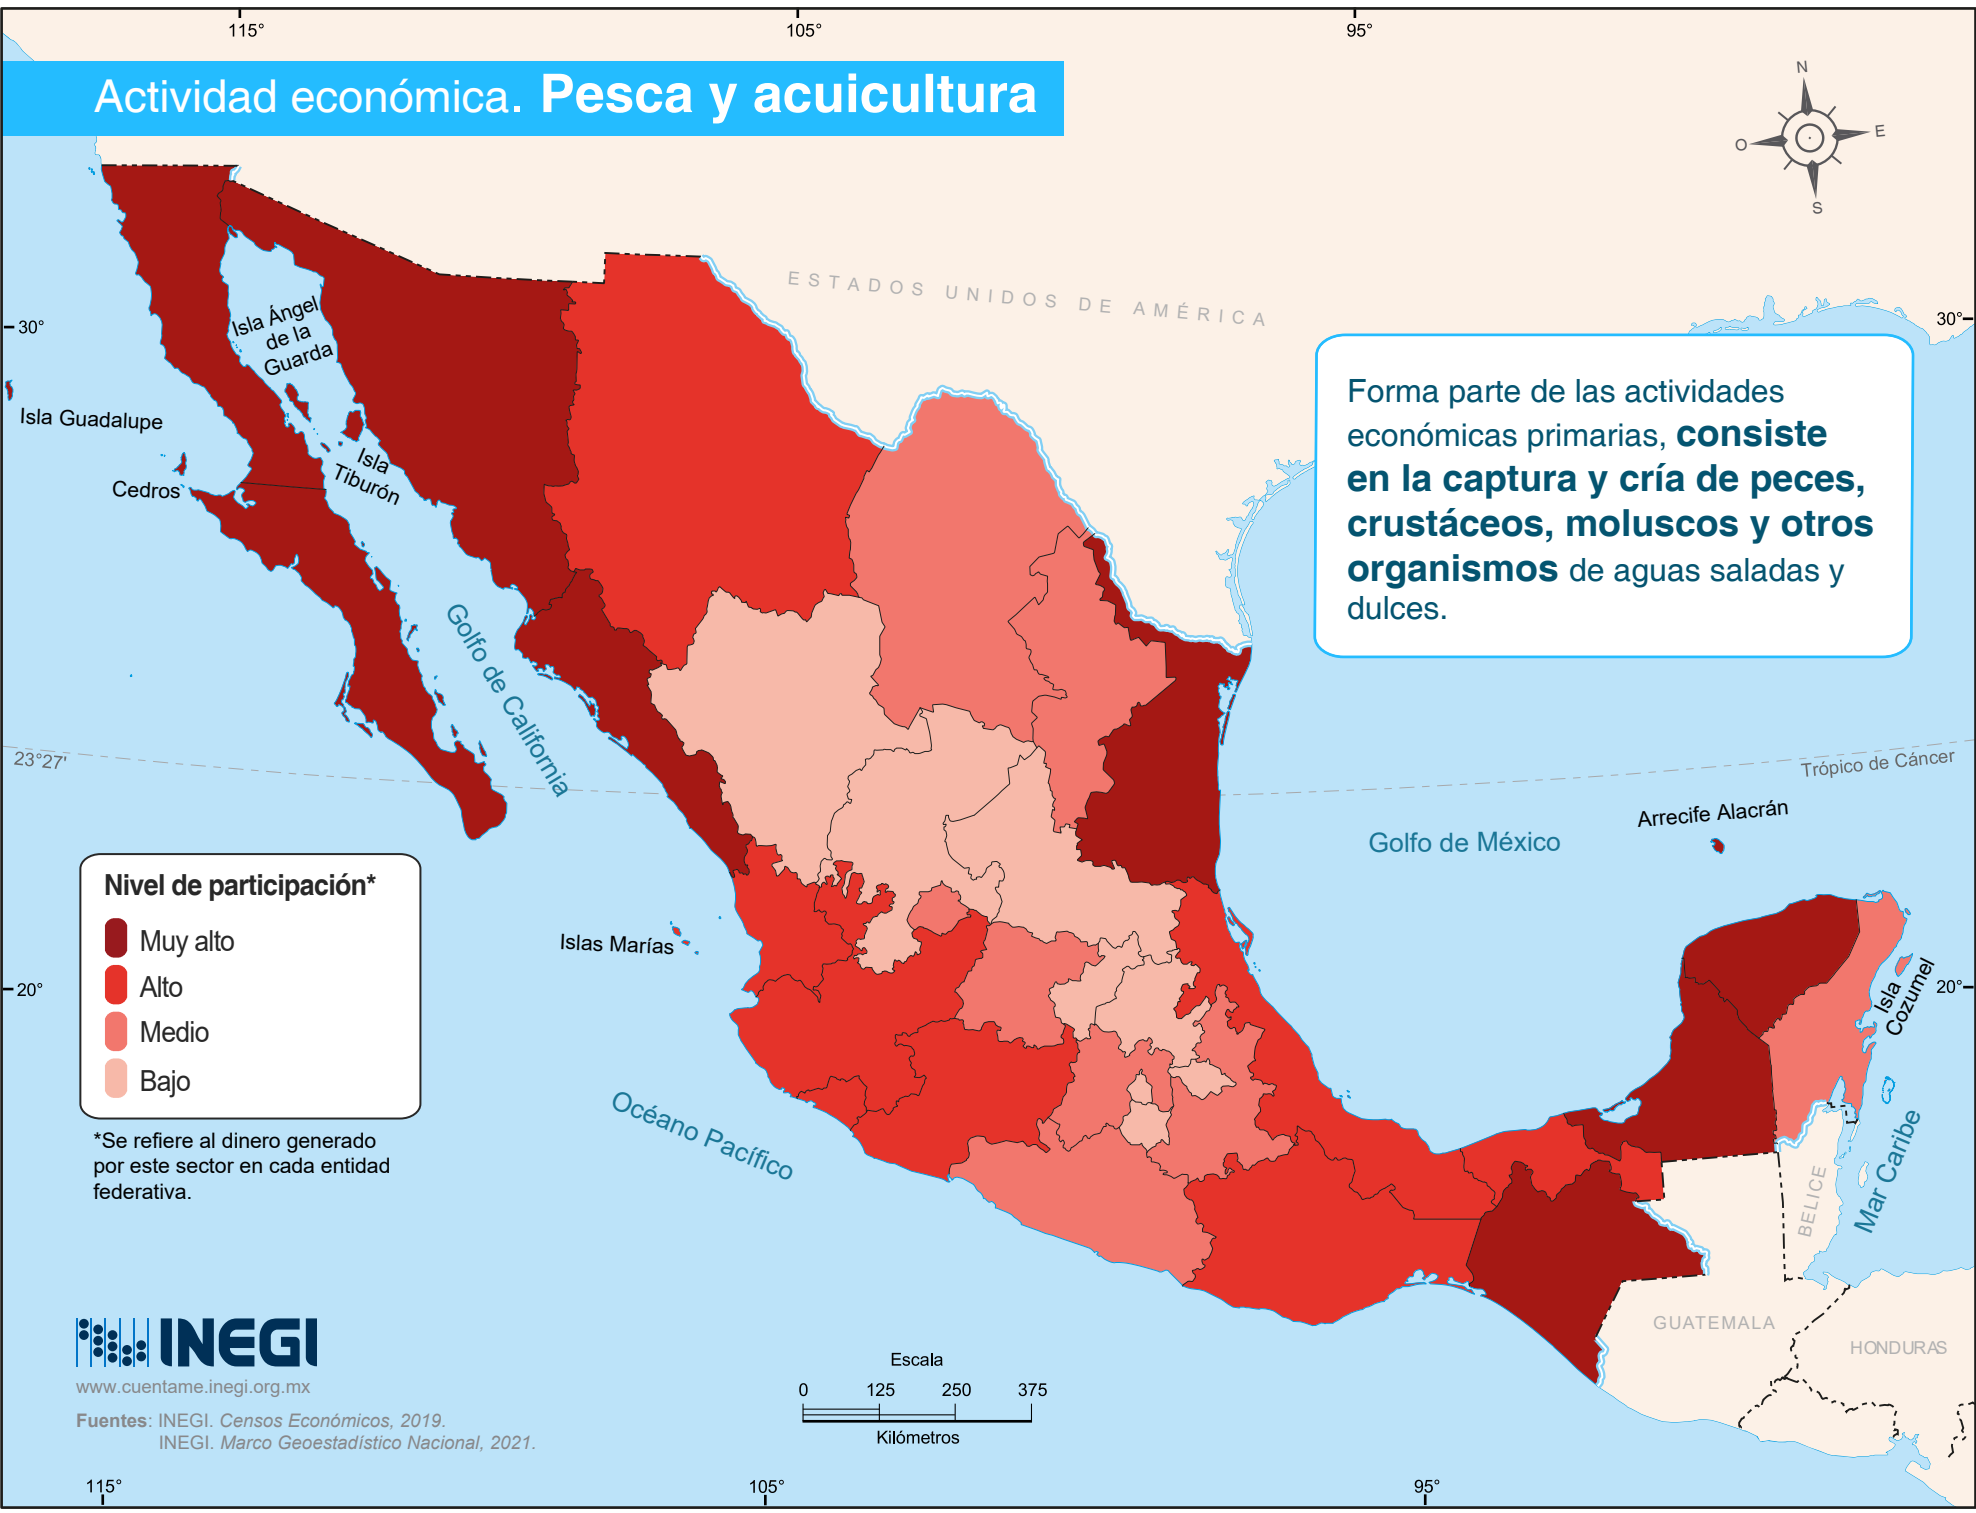 115°
105°
95°
Actividad económica. Pesca y acuicultura
N
O
E
S
ESTADOS UNIDOS DE AMÉRICA
30°
30°
Isla Ángel
de la
Guarda
Isla Guadalupe
Isla
Tiburón
Cedros
Forma parte de las actividades
económicas primarias, consiste
en la captura y cría de peces,
crustáceos, moluscos y otros
organismos de aguas saladas y
dulces.
Golfo de California
23°27'
Trópico de Cáncer
Arrecife Alacrán
Golfo de México
Nivel de participación*
Muy alto
Alto
Medio
Bajo
*Se refiere al dinero generado
por este sector en cada entidad
federativa.
Islas Marías
20°
20°
Isla
Cozumel
Océano Pacífico
Mar Caribe
BELICE
GUATEMALA
HONDURAS
INEGI
www.cuentame.inegi.org.mx
Fuentes: INEGI. Censos Económicos, 2019.
INEGI. Marco Geoestadístico Nacional, 2021.
Escala
0 125 250 375
Kilómetros
115°
105°
95°